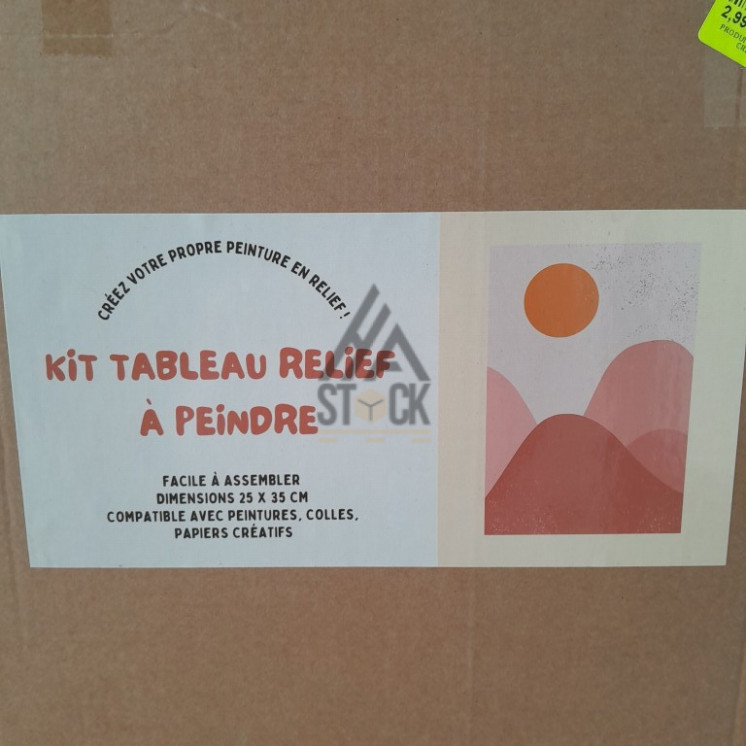 2,99
CRÉEZ VOTRE PROPRE PEINTURE EN RELIEF !
KIT TABLEAU RELIEF
À PEINDRE
STOCK
FACILE À ASSEMBLER
DIMENSIONS 25 X 35 CM
COMPATIBLE AVEC PEINTURES, COLLES,
PAPIERS CRÉATIFS